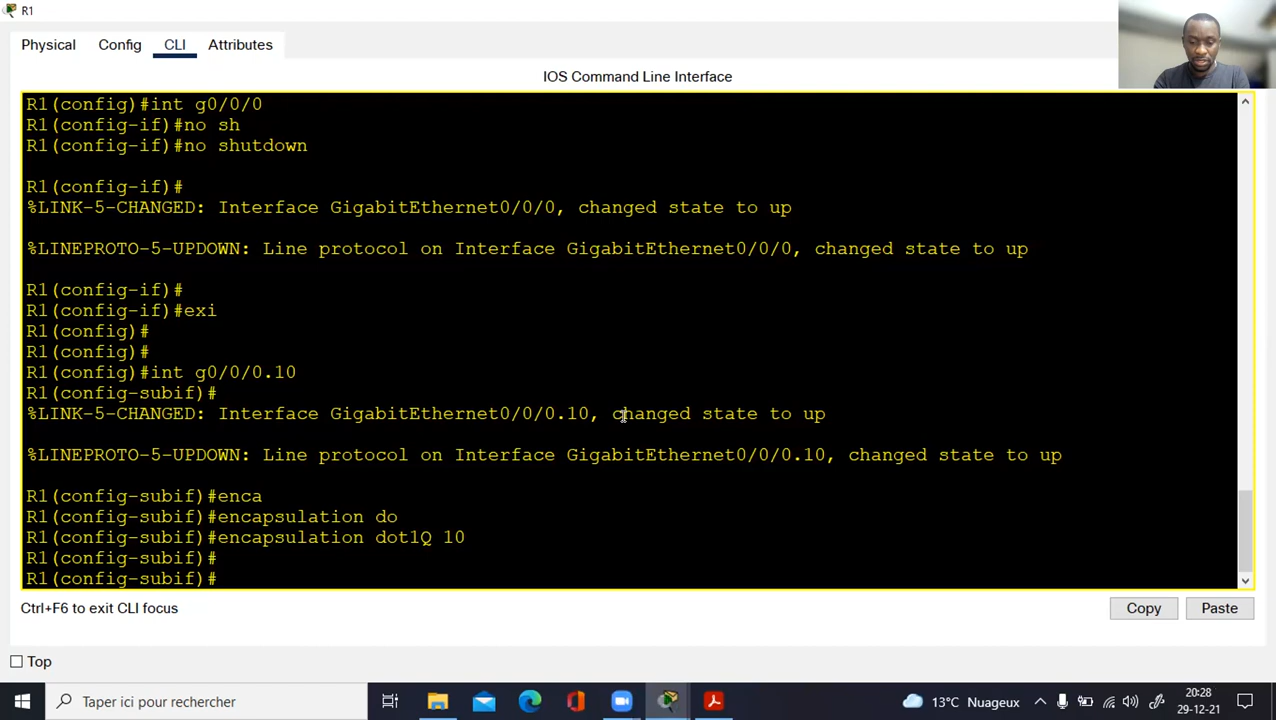 R1
Physical Config CLI Attributes
IOS Command Line Interface
R1(config)#int g0/0/0
R1(config-if)#no sh
R1(config-if)#no shutdown
R1(config-if)#
%LINK-5-CHANGED: Interface GigabitEthernet0/0/0, changed state to up
%LINEPROTO-5-UPDOWN: Line protocol on Interface GigabitEthernet0/0/0, changed state to up
R1(config-if)#
R1(config-if)#exi
R1(config)#
R1(config)#
R1(config)#int g0/0/0.10
R1(config-subif)#
%LINK-5-CHANGED: Interface GigabitEthernet0/0/0.10, changed state to up
%LINEPROTO-5-UPDOWN: Line protocol on Interface GigabitEthernet0/0/0.10, changed state to up
R1(config-subif)#enca
R1(config-subif)#encapsulation do
R1(config-subif)#encapsulation dot1Q 10
R1(config-subif)#
R1(config-subif)#
Ctrl+F6 to exit CLI focus
Copy Paste
Top
Taper ici pour rechercher
13°C Nuageux
20:28
29-12-21